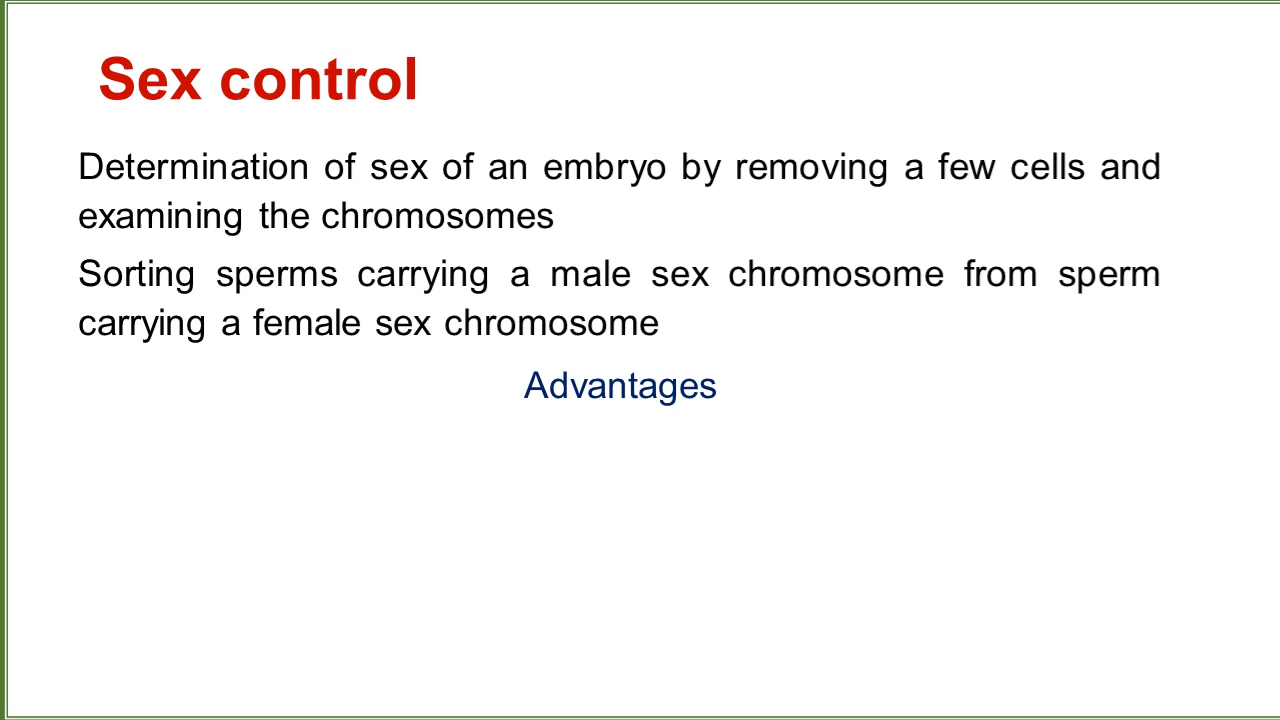 Sex control
Determination of sex of an embryo by removing a few cells and
examining the chromosomes
Sorting sperms carrying a male sex chromosome from sperm
carrying a female sex chromosome
Advantages